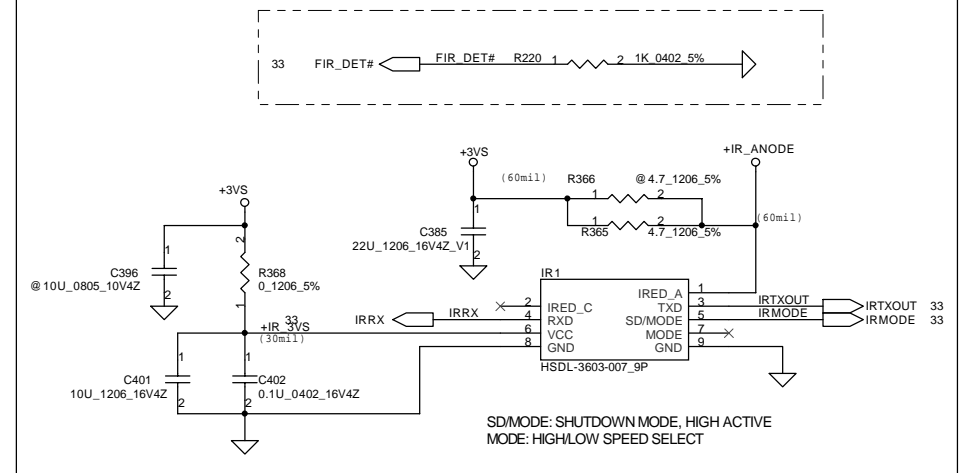 33 FIR_DET# FIR_DET# R220 1 2 1K_0402_5%
+3VS
(60mil)
R366 @4.7_1206_5%
1 2
+IR_ANODE
R365 4.7_1206_5%
1 2
(60mil)
1
C385
22U_1206_16V4Z_V1
2
+3VS
1
C396
@10U_0805_10V4Z
2
2
R368
0_1206_5%
1
33
+IR_3VS
(30mil)
1
C401
10U_1206_16V4Z
2
1
C402
0.1U_0402_16V4Z
2
IR1
IRRX IRRX
2 IRED_C
4 RXD
6 VCC
8 GND
IRED_A 1
TXD 3 IRTXOUT IRTXOUT 33
SD/MODE 5 IRMODE IRMODE 33
MODE 7
GND 9
HSDL-3603-007_9P
SD/MODE: SHUTDOWN MODE, HIGH ACTIVE
MODE: HIGH/LOW SPEED SELECT